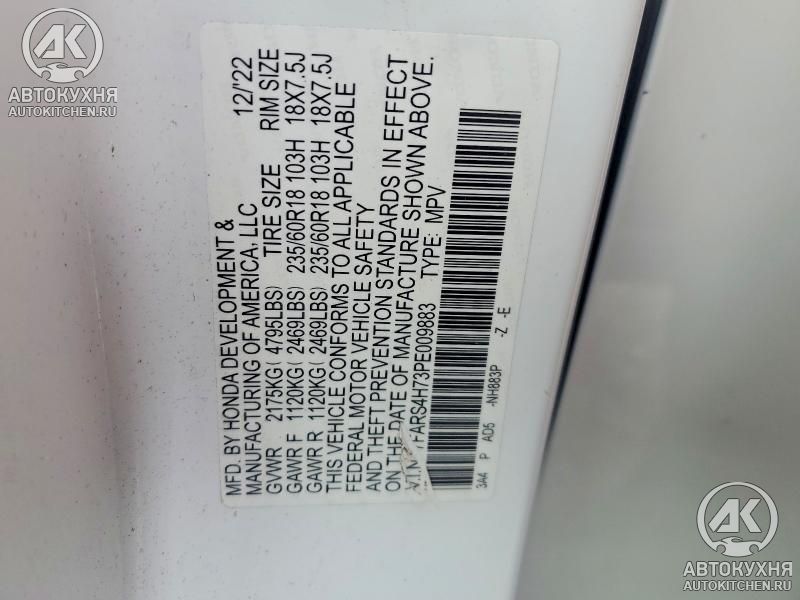 АВТОКУХНЯ
AUTOKITCHEN.RU
MFD. BY HONDA DEVELOPMENT &
MANUFACTURING OF AMERICA, LLC 12/'22
GVWR 2175KG( 4795LBS) TIRE SIZE RIM SIZE
GAWR F 1120KG( 2469LBS) 235/60R18 103H 18X7.5J
GAWR R 1120KG( 2469LBS) 235/60R18 103H 18X7.5J
THIS VEHICLE CONFORMS TO ALL APPLICABLE
FEDERAL MOTOR VEHICLE SAFETY
AND THEFT PREVENTION STANDARDS IN EFFECT
ON THE DATE OF MANUFACTURE SHOWN ABOVE.
FARS4H73PE009883 TYPE: MPV
3A4 P AD5 -NH883P -Z -E
АВТОКУХНЯ
AUTOKITCHEN.RU